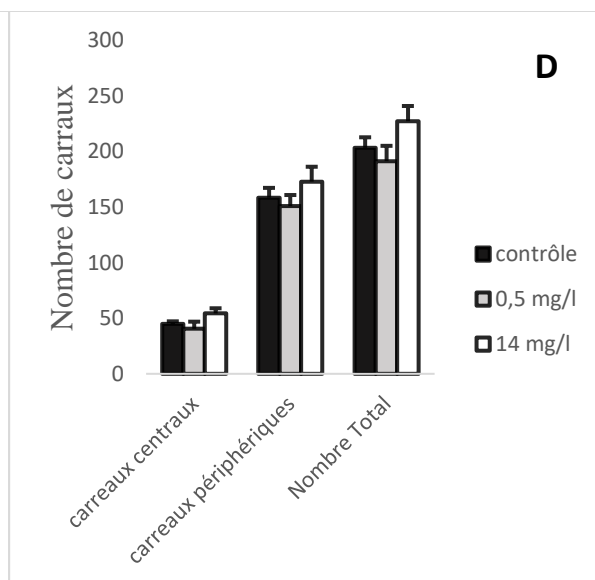 D
Nombre de carraux
300
250
200
150
100
50
0
carreaux centraux
carreaux périphériques
Nombre Total
contrôle
0,5 mg/l
14 mg/l